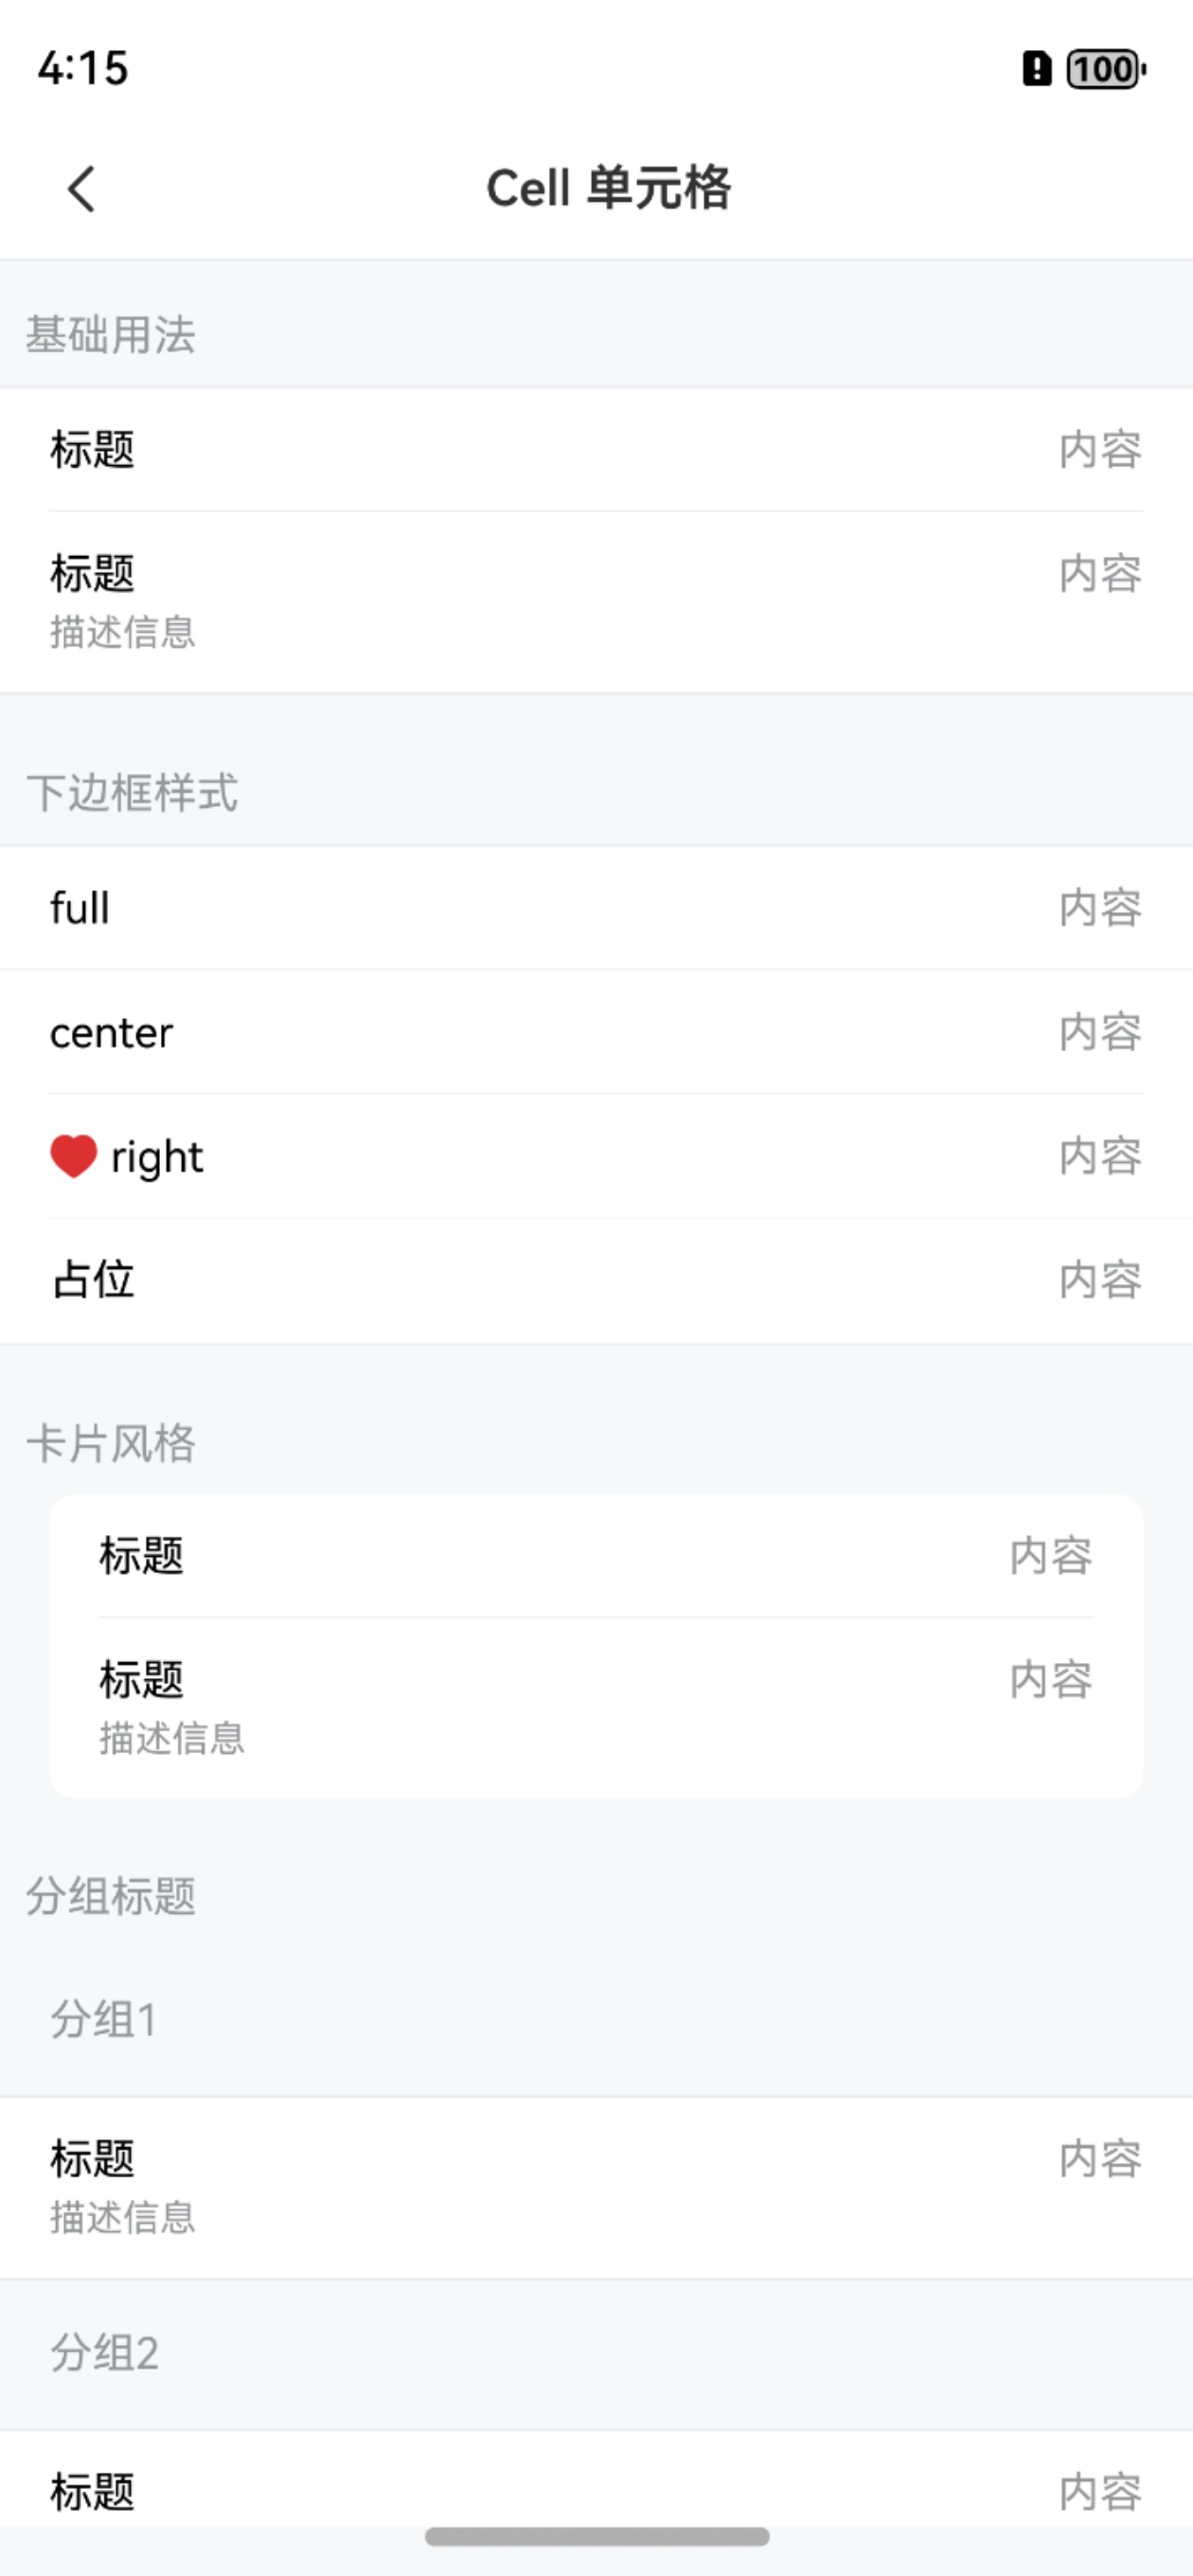 4:15
100
Cell 单元格
基础用法
标题 内容
标题 内容
描述信息
下边框样式
full 内容
center 内容
right 内容
占位 内容
卡片风格
标题 内容
标题 内容
描述信息
分组标题
分组1
标题 内容
描述信息
分组2
标题 内容